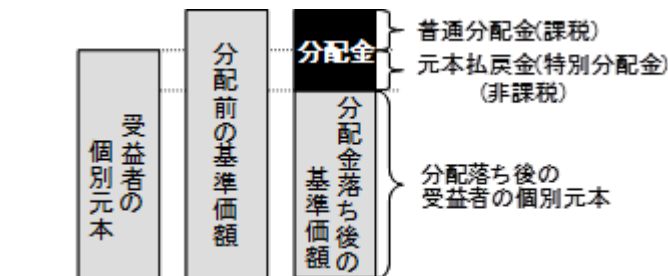 受益者の
個別元本
分配前の基準価額
分配金
分配金落ち後の
基準価額
普通分配金(課税)
元本払戻金(特別分配金)
(非課税)
分配落ち後の
受益者の個別元本